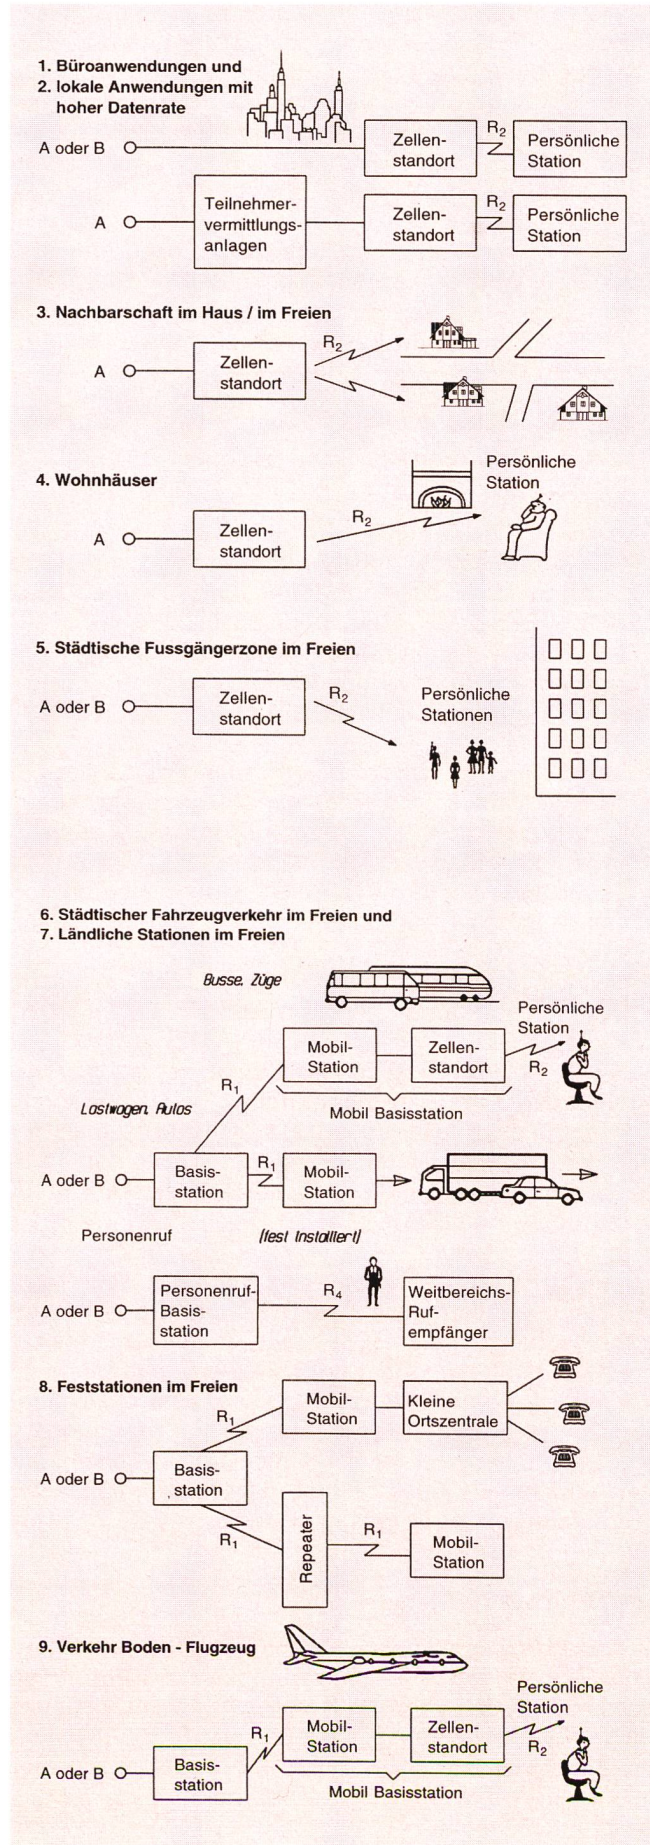 1. Büroanwendungen und
2. lokale Anwendungen mit
hoher Datenrate
A oder B
Zellen-
standort
R2
Persönliche
Station
A
Teilnehmer-
vermittlungs-
anlagen
Zellen-
standort
R2
Persönliche
Station
3. Nachbarschaft im Haus / im Freien
A
Zellen-
standort
R2
4. Wohnhäuser
A
Zellen-
standort
R2
Persönliche
Station
5. Städtische Fussgängerzone im Freien
A oder B
Zellen-
standort
R2
Persönliche
Stationen
6. Städtischer Fahrzeugverkehr im Freien und
7. Ländliche Stationen im Freien
Busse, Züge
Persönliche
Station
Mobil-
Station
Zellen-
standort
R2
R1
Mobil Basisstation
Lastwagen, Autos
A oder B
Basis-
station
R1
Mobil-
Station
Personenruf
(fest Installiert)
A oder B
Personenruf-
Basis-
station
R4
Weitbereichs-
Ruf-
empfänger
8. Feststationen im Freien
R1
Mobil-
Station
Kleine
Ortszentrale
A oder B
Basis-
station
R1
Repeater
R1
Mobil-
Station
9. Verkehr Boden - Flugzeug
Persönliche
Station
A oder B
Basis-
station
R1
Mobil-
Station
Zellen-
standort
R2
Mobil Basisstation